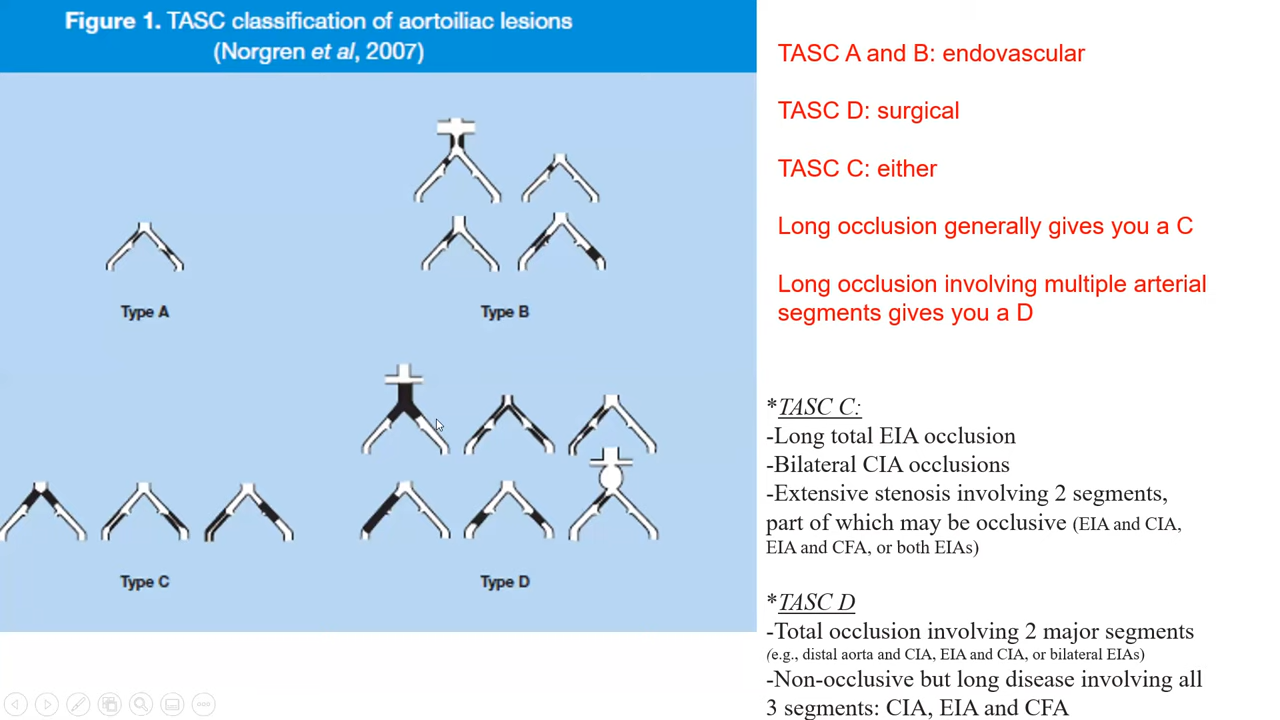 Figure 1. TASC classification of aortoiliac lesions
(Norgren et al, 2007)
Type A
Type B
Type C
Type D
TASC A and B: endovascular
TASC D: surgical
TASC C: either
Long occlusion generally gives you a C
Long occlusion involving multiple arterial
segments gives you a D
*TASC C:
-Long total EIA occlusion
-Bilateral CIA occlusions
-Extensive stenosis involving 2 segments,
part of which may be occlusive (EIA and CIA,
EIA and CFA, or both EIAs)
*TASC D
-Total occlusion involving 2 major segments
(e.g., distal aorta and CIA, EIA and CIA, or bilateral EIAs)
-Non-occlusive but long disease involving all
3 segments: CIA, EIA and CFA